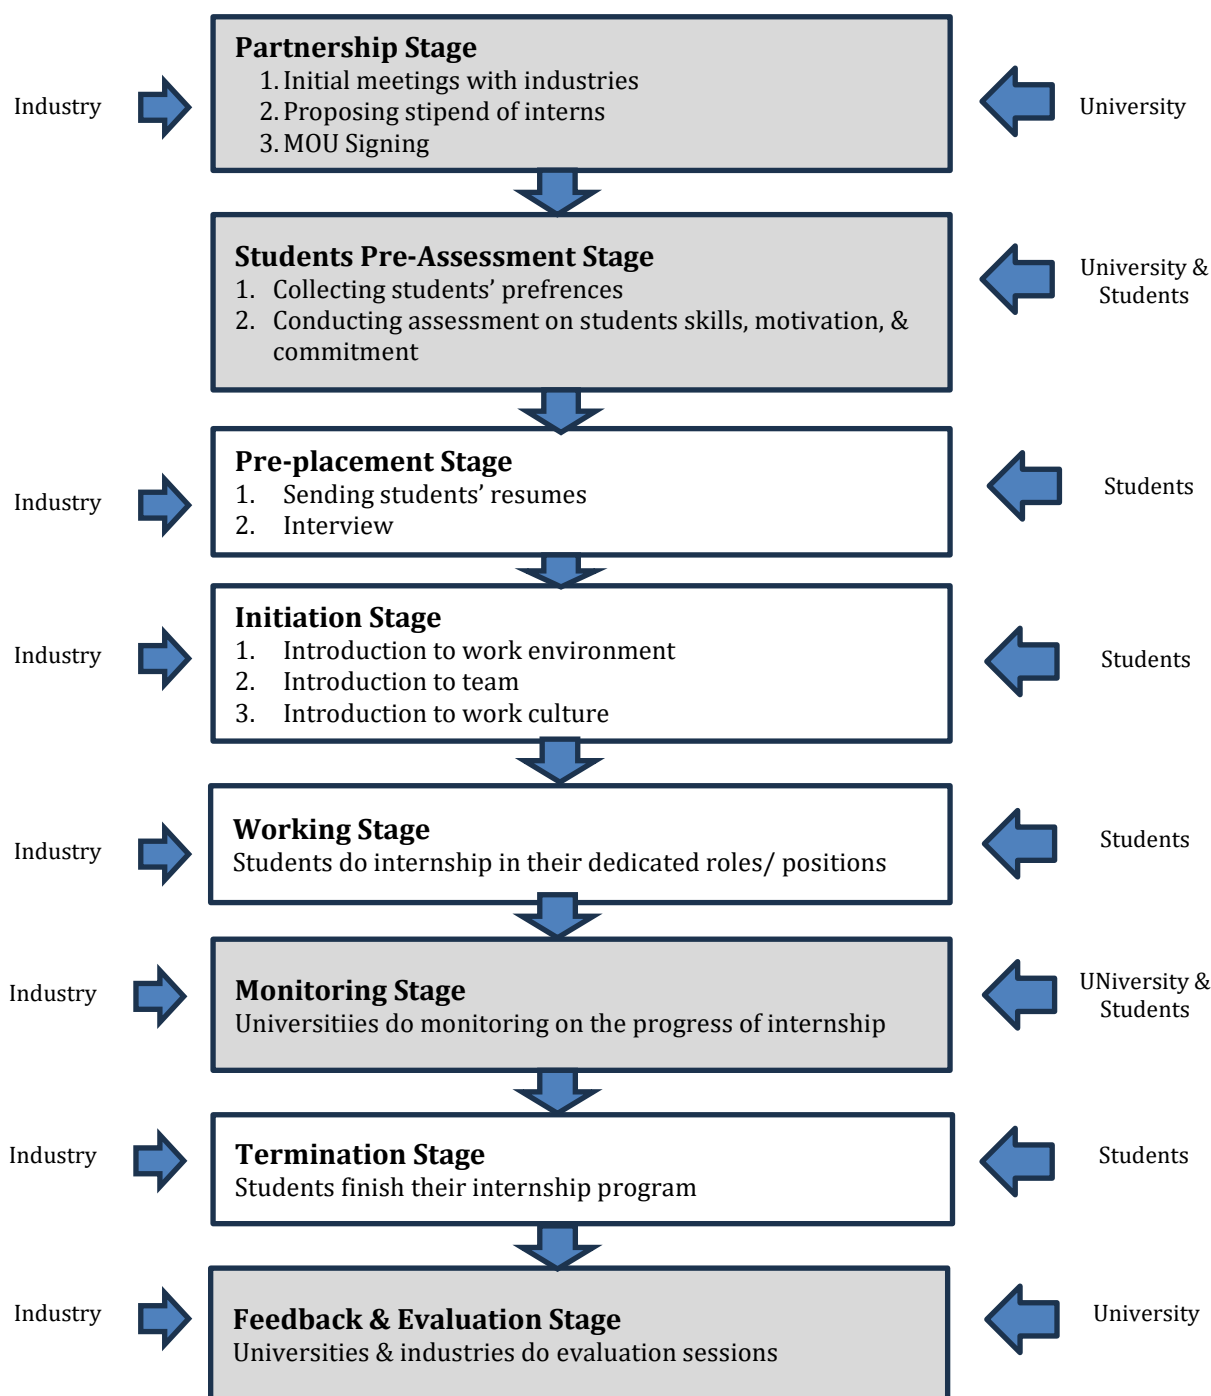 Partnership Stage
1. Initial meetings with industries
2. Proposing stipend of interns
3. MOU Signing
Industry
University
Students Pre-Assessment Stage
1. Collecting students’ prefrences
2. Conducting assessment on students skills, motivation, &
commitment
University &
Students
Pre-placement Stage
1. Sending students’ resumes
2. Interview
Industry
Students
Initiation Stage
1. Introduction to work environment
2. Introduction to team
3. Introduction to work culture
Industry
Students
Working Stage
Students do internship in their dedicated roles/ positions
Industry
Students
Monitoring Stage
Universitiies do monitoring on the progress of internship
Industry
UNiversity &
Students
Termination Stage
Students finish their internship program
Industry
Students
Feedback & Evaluation Stage
Universities & industries do evaluation sessions
Industry
University